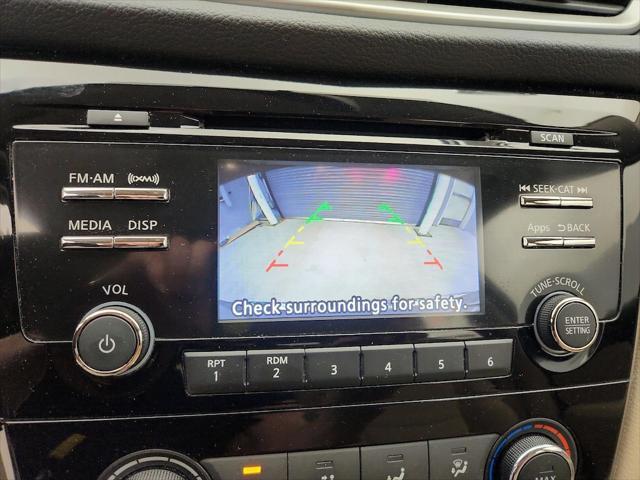 SCAN
FM·AM
(XM)
SEEK·CAT
MEDIA
DISP
Apps
BACK
Check surroundings for safety.
VOL
TUNE·SCROLL
ENTER
SETTING
RPT
1
RDM
2
3
4
5
6
MAX